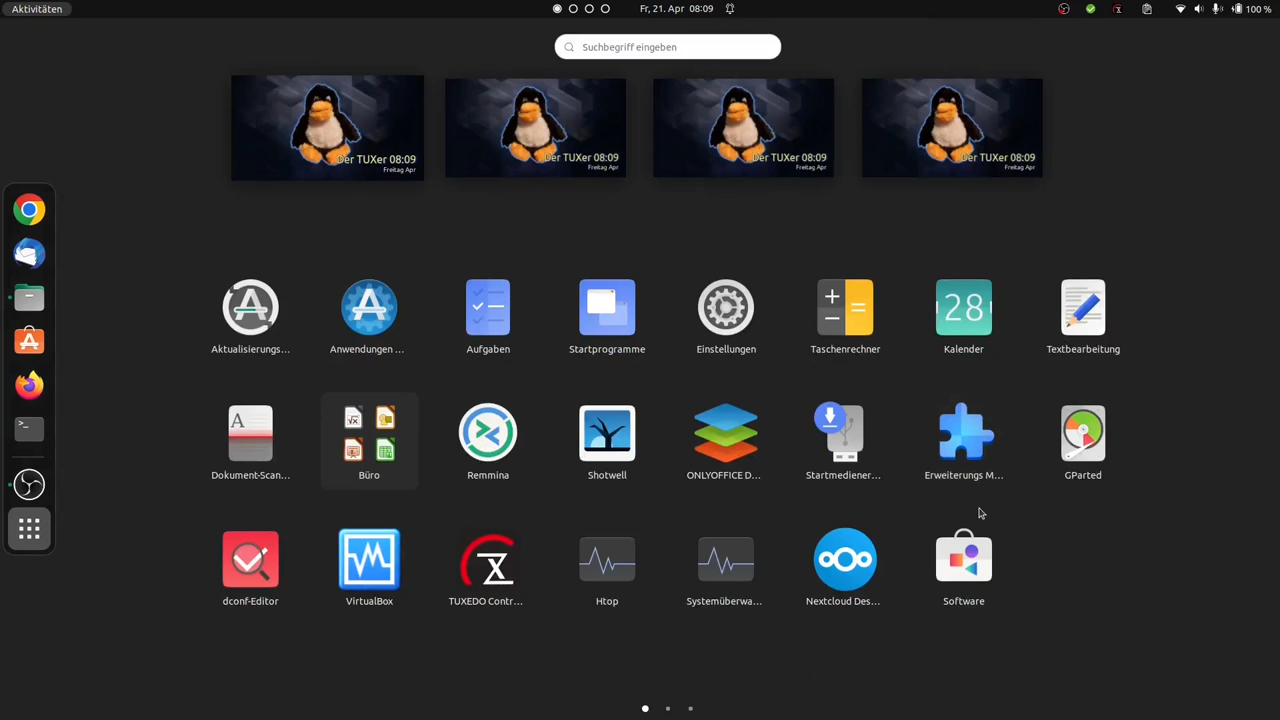 Aktivitäten
Fr, 21. Apr 08:09
100 %
Suchbegriff eingeben
Der TUXer 08:09
Freitag Apr
Der TUXer 08:09
Freitag Apr
Der TUXer 08:09
Freitag Apr
Der TUXer 08:09
Freitag Apr
28
Aktualisierungs...
Anwendungen ...
Aufgaben
Startprogramme
Einstellungen
Taschenrechner
Kalender
Textbearbeitung
Dokument-Scan...
Büro
Remmina
Shotwell
ONLYOFFICE D...
Startmediener...
Erweiterungs M...
GParted
dconf-Editor
VirtualBox
TUXEDO Contr...
Htop
Systemüberwa...
Nextcloud Des...
Software